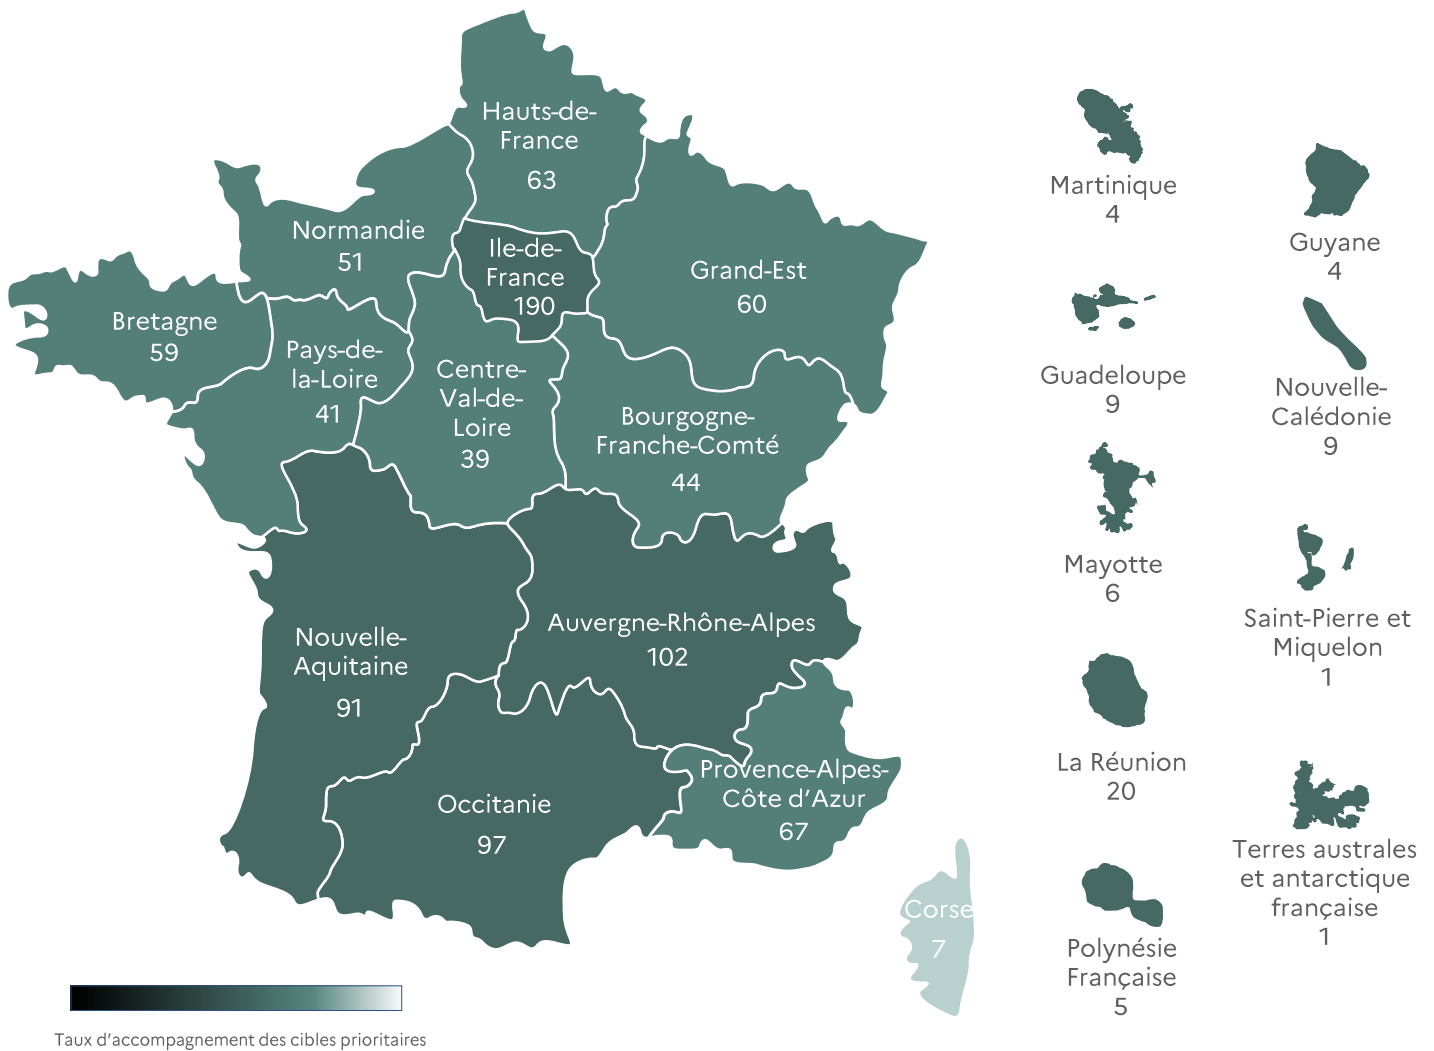 Hauts-de-
France
63
Normandie
51
Ile-de-
France
190
Grand-Est
60
Bretagne
59
Pays-de-
la-Loire
41
Centre-
Val-de-
Loire
39
Bourgogne-
Franche-Comté
44
Nouvelle-
Aquitaine
91
Auvergne-Rhône-Alpes
102
Occitanie
97
Provence-Alpes-
Côte d’Azur
67
Corse
7
Martinique
4
Guyane
4
Guadeloupe
9
Nouvelle-
Calédonie
9
Mayotte
6
Saint-Pierre et
Miquelon
1
La Réunion
20
Terres australes
et antarctique
française
1
Polynésie
Française
5
Taux d’accompagnement des cibles prioritaires